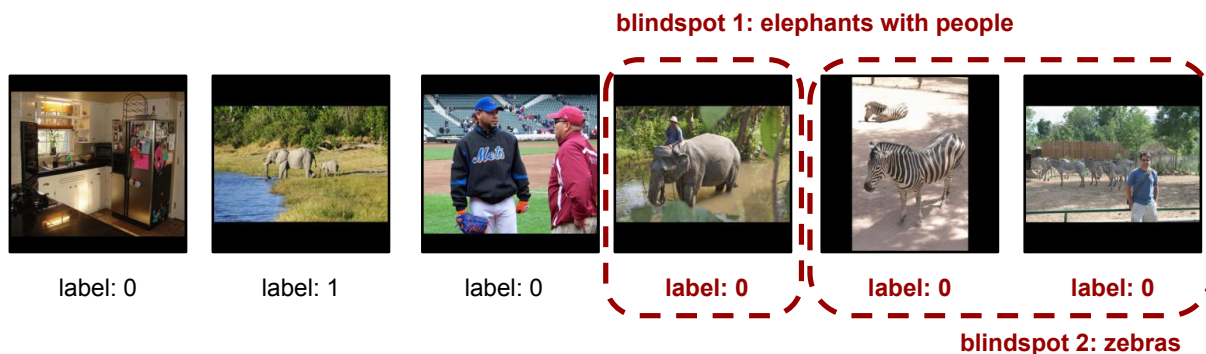 blindspot 1: elephants with people
Mets
label: 0
label: 1
label: 0
label: 0
label: 0
label: 0
blindspot 2: zebras